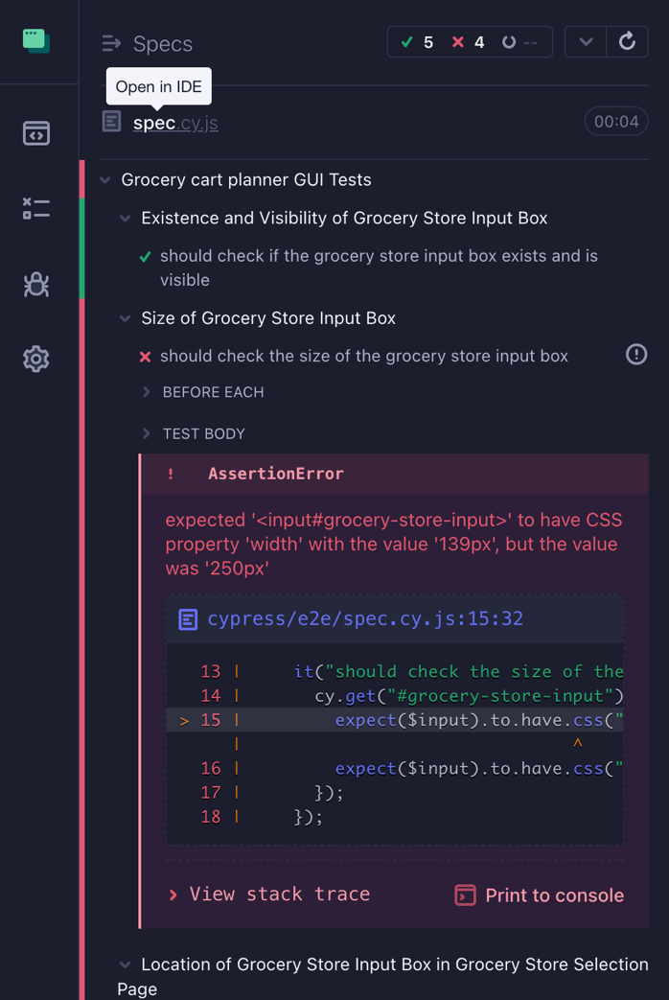 Specs
5
4
--
Open in IDE
spec.cy.js
00:04
Grocery cart planner GUI Tests
Existence and Visibility of Grocery Store Input Box
should check if the grocery store input box exists and is
visible
Size of Grocery Store Input Box
should check the size of the grocery store input box
BEFORE EACH
TEST BODY
! AssertionError
expected '<input#grocery-store-input>' to have CSS
property 'width' with the value '139px', but the value
was '250px'
cypress/e2e/spec.cy.js:15:32
13 | it("should check the size of the
14 | cy.get("#grocery-store-input")
> 15 | expect($input).to.have.css("
| ^
16 | expect($input).to.have.css("
17 | });
18 | });
View stack trace
Print to console
Location of Grocery Store Input Box in Grocery Store Selection
Page